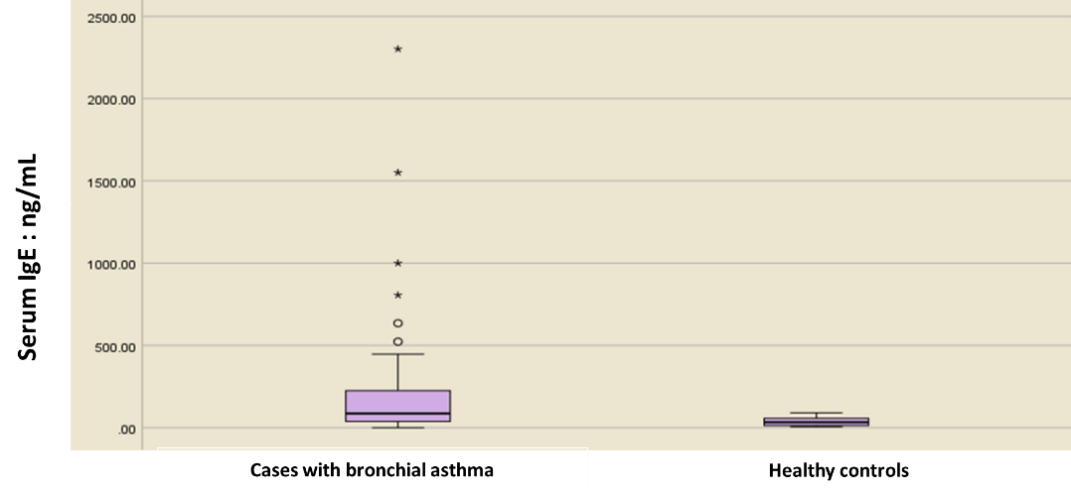 2500.00
2000.00
1500.00
1000.00
500.00
.00
Serum IgE : ng/mL
Cases with bronchial asthma
Healthy controls